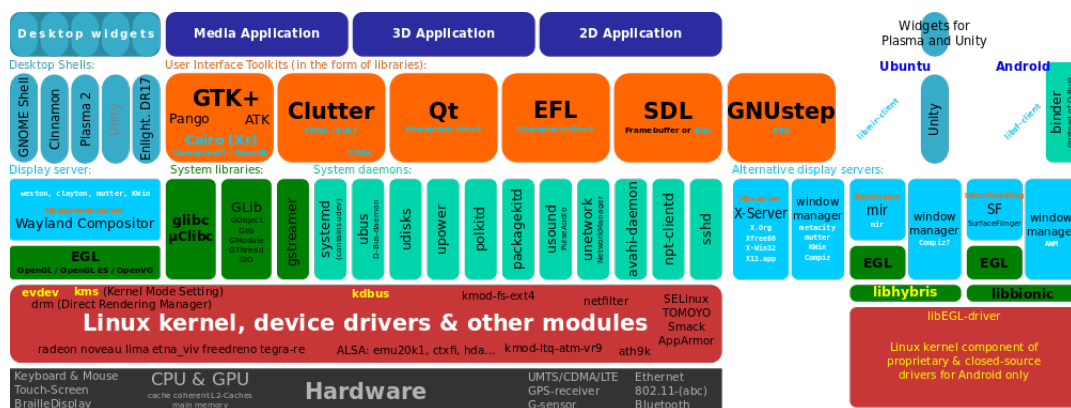 Desktop widgets
Media Application
3D Application
2D Application
Widgets for
Plasma and Unity
Desktop Shells:
User Interface Toolkits (in the form of libraries):
Ubuntu
Android
GNOME Shell
Cinnamon
Plasma 2
Unity
Enlight. DR17
GTK+
Pango
ATK
Cairo (Xr)
Clutter
Qt
EFL
SDL
Framebuffer or EGL
GNUstep
libmir-client
Unity
libsf-client
binder
Display server:
System libraries:
System daemons:
Alternative display servers:
weston, clayton, mutter, KWin
Wayland Compositor
EGL
OpenGL / OpenGL ES / OpenVG
glibc
µClibc
GLib
GObject
Glib
GModule
GThread
GIO
gstreamer
systemd
(contains udev)
ubus
D-Bus-daemon
udisks
upower
polkitd
packagekitd
usound
PulseAudio
unetwork
NetworkManager
avahi-daemon
npt-clientd
sshd
X-Server
X.Org
Xfree86
X-Win32
X11.app
window
manager
metacity
mutter
KWin
Compiz
mir
mir
EGL
window
manager
Compiz?
SF
SurfaceFlinger
EGL
window
manage
AWM
libhybris
libbionic
evdev
kms (Kernel Mode Setting)
drm (Direct Rendering Manager)
kdbus
kmod-fs-ext4
netfilter
SELinux
TOMOYO
Smack
AppArmor
Linux kernel, device drivers & other modules
radeon noveau lima etna_viv freedreno tegra-re
ALSA: emu20k1, ctxfi, hda...
kmod-ltq-atm-vr9
ath9k
libEGL-driver
Linux kernel component of
proprietary & closed-source
drivers for Android only
Keyboard & Mouse
Touch-Screen
BrailleDisplay
CPU & GPU
cache coherent L2-Caches
main memory
Hardware
UMTS/CDMA/LTE
GPS-receiver
G-sensor
Ethernet
802.11-(abc)
Bluetooth